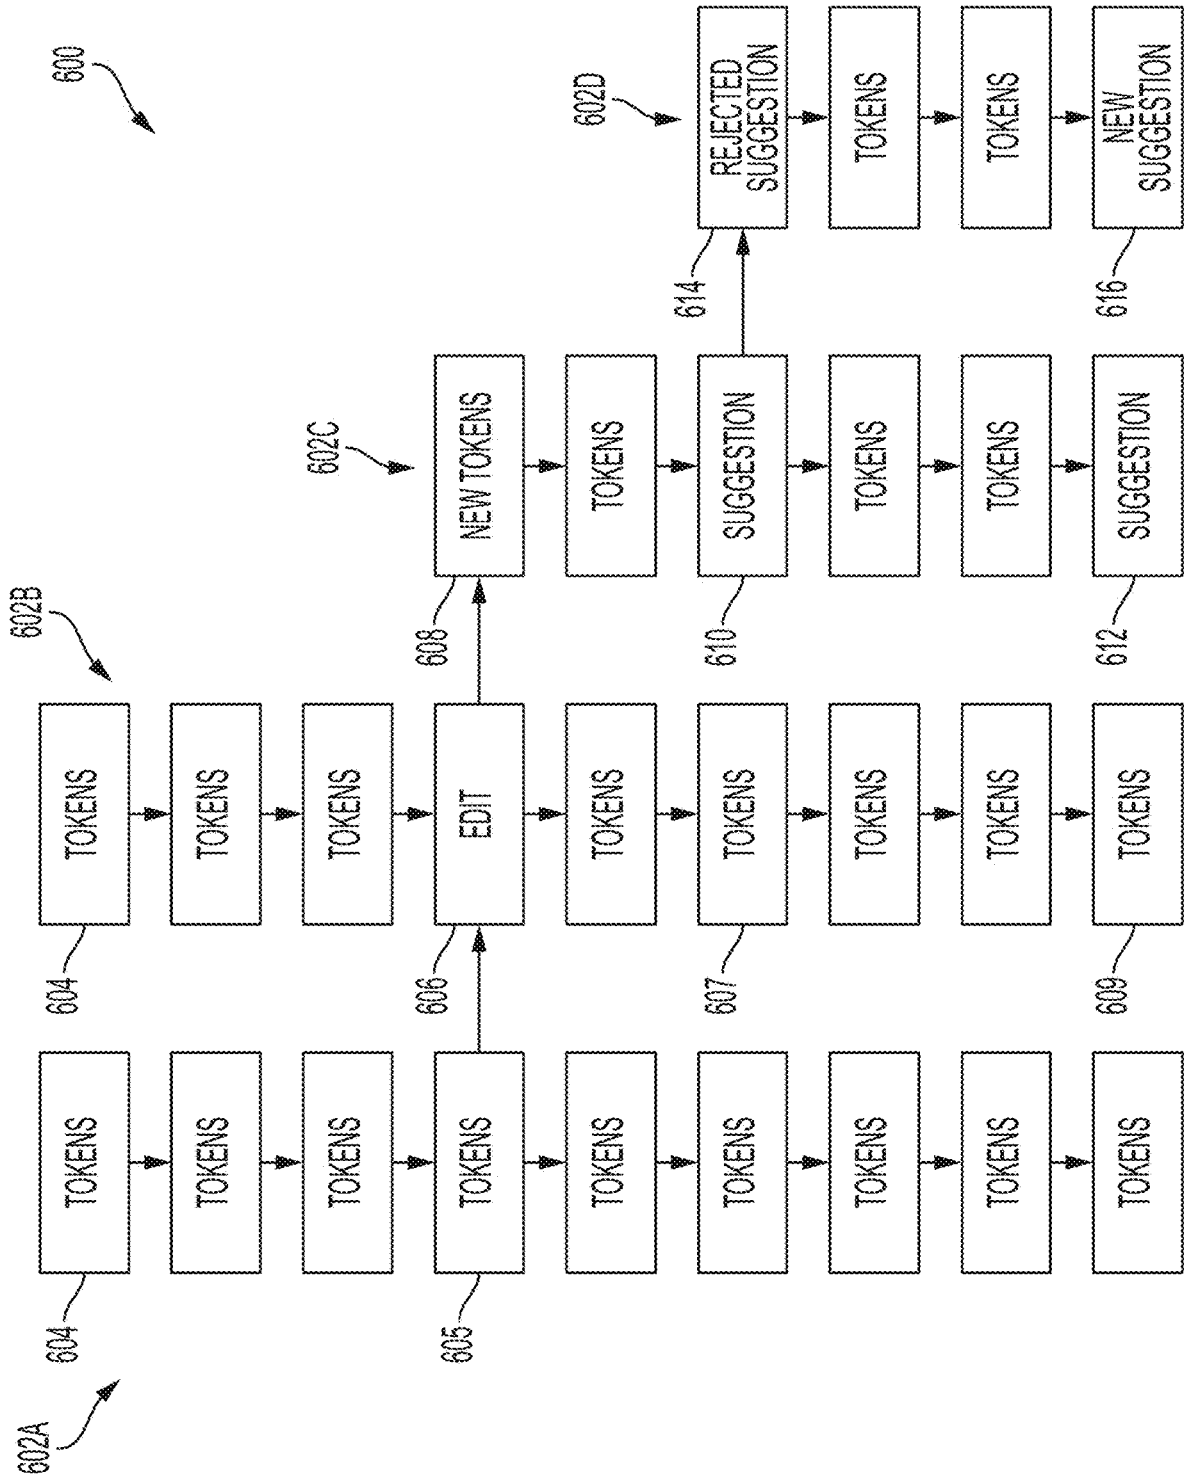 602A
602B
600
604
TOKENS
604
TOKENS
TOKENS
TOKENS
602C
TOKENS
TOKENS
605
TOKENS
606
EDIT
608
NEW TOKENS
602D
TOKENS
TOKENS
TOKENS
TOKENS
607
TOKENS
610
SUGGESTION
614
REJECTED
SUGGESTION
TOKENS
TOKENS
TOKENS
TOKENS
TOKENS
TOKENS
TOKENS
TOKENS
TOKENS
609
TOKENS
612
SUGGESTION
616
NEW
SUGGESTION